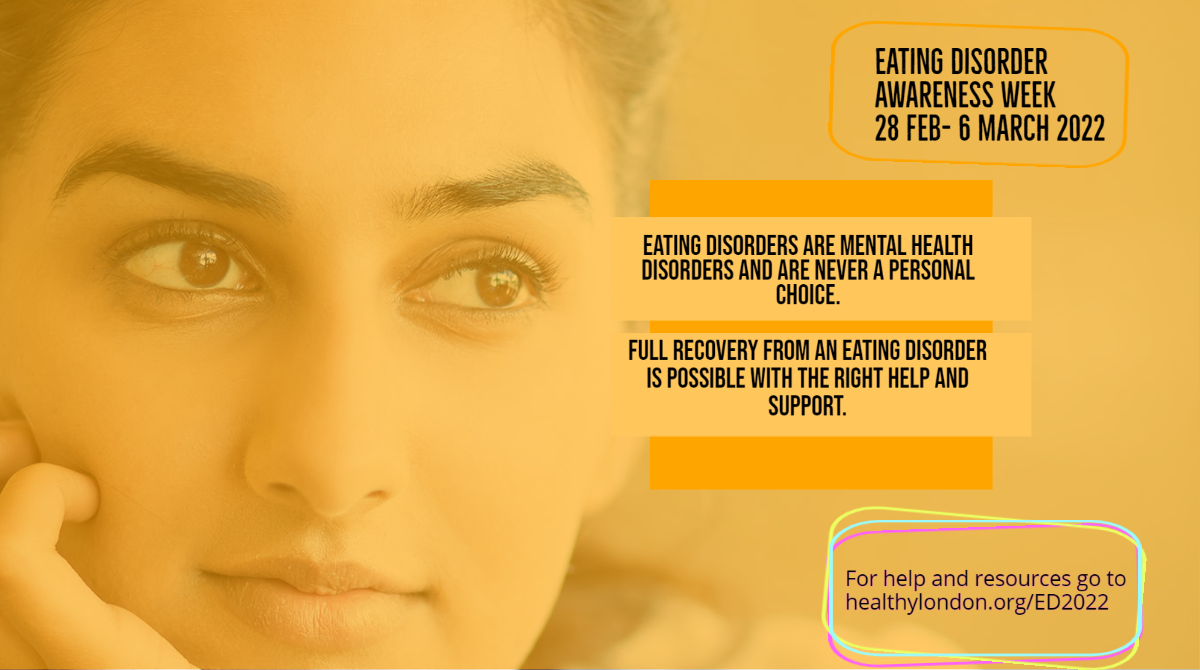 EATING DISORDER
AWARENESS WEEK
28 FEB- 6 MARCH 2022
EATING DISORDERS ARE MENTAL HEALTH
DISORDERS AND ARE NEVER A PERSONAL
CHOICE.
FULL RECOVERY FROM AN EATING DISORDER
IS POSSIBLE WITH THE RIGHT HELP AND
SUPPORT.
For help and resources go to
healthylondon.org/ED2022